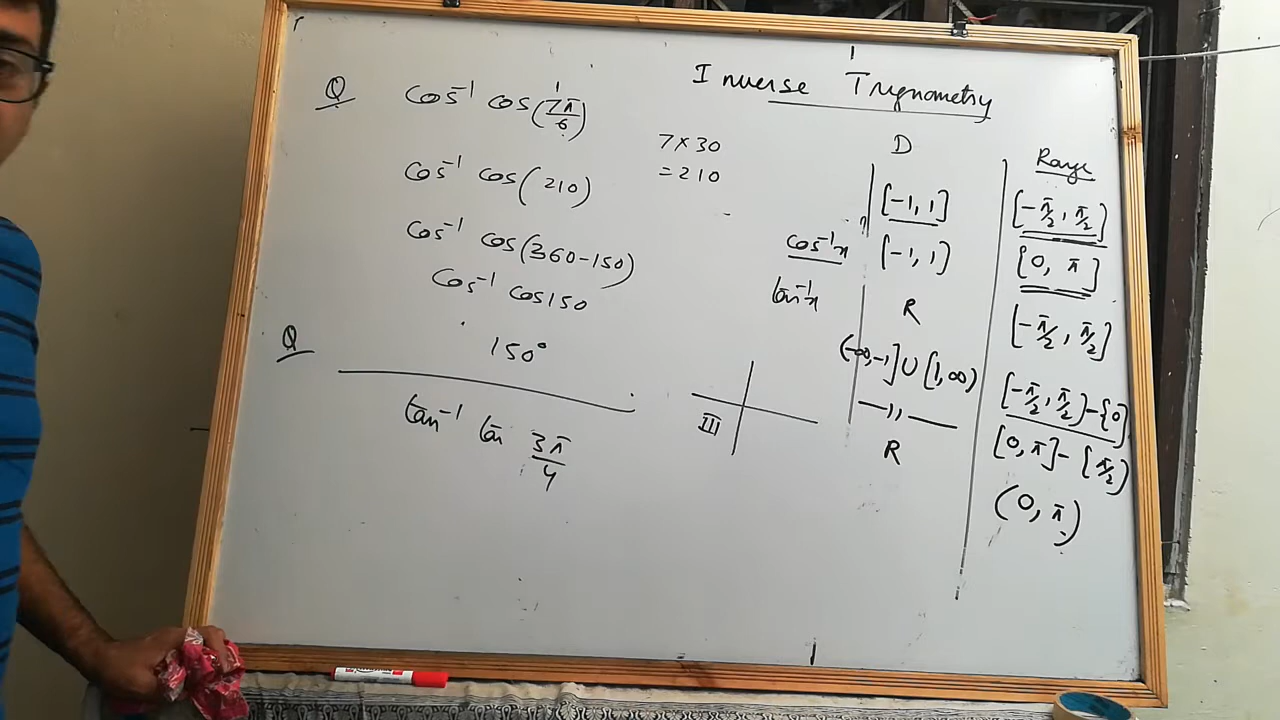 Inverse Trignometry
Q cos⁻¹ cos(7π/6)
7×30
=210
cos⁻¹ cos(210)
cos⁻¹ cos(360-150)
cos⁻¹ cos150
150°
Q
tan⁻¹ tan 3π/4
III
D
[-1, 1]
cos⁻¹x [-1, 1]
tan⁻¹x R
(-∞,-1]∪[1,∞)
—,,—
R
Range
[-π/2, π/2]
[0, π]
[-π/2, π/2]
[-π/2, π/2]-{0}
[0,π]-{π/2}
(0, π)